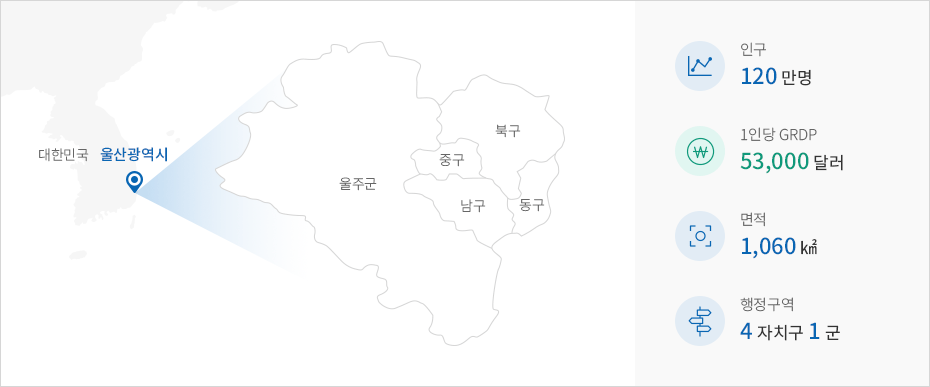 대한민국 울산광역시
울주군
북구
중구
남구
동구
인구
120 만명
1인당 GRDP
53,000 달러
면적
1,060 ㎢
행정구역
4 자치구 1 군